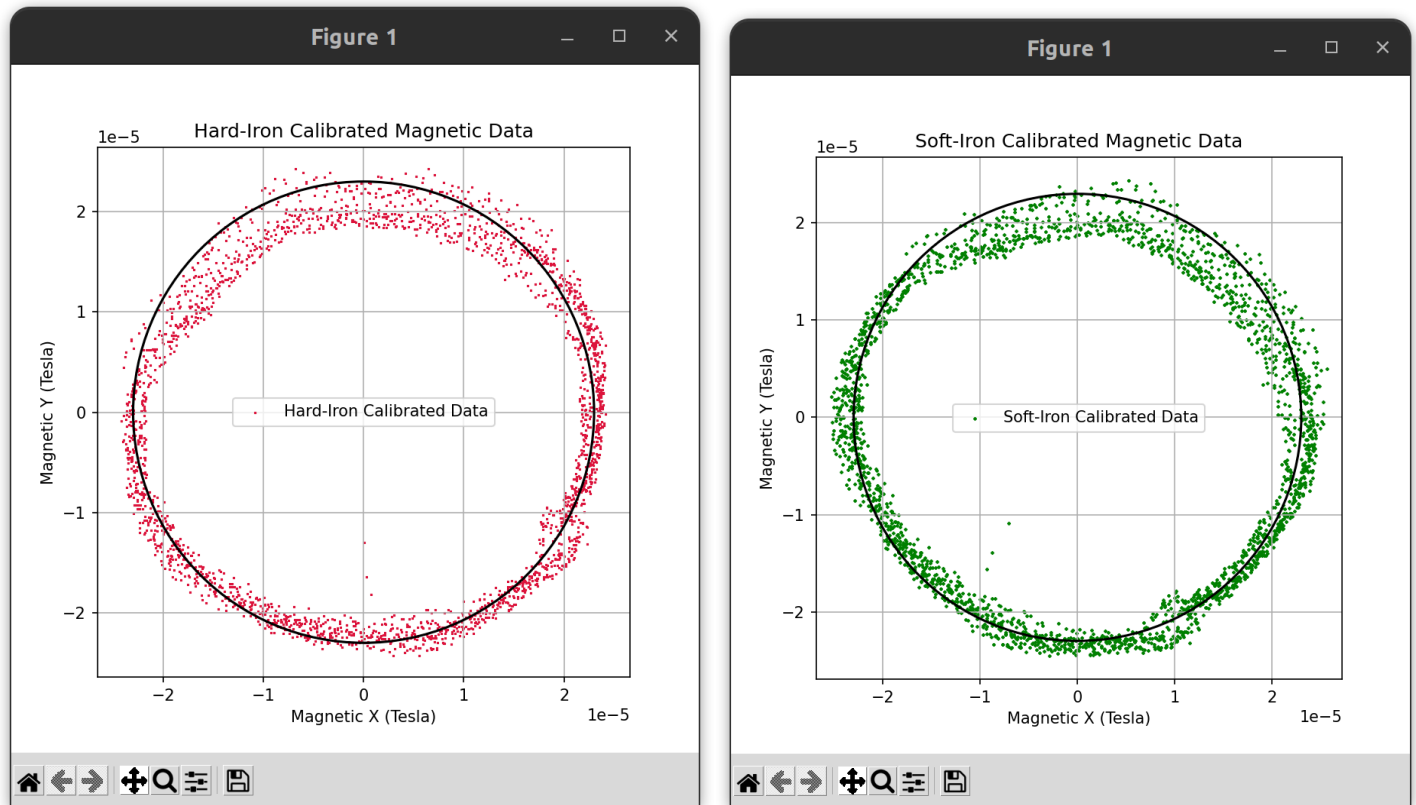 Figure 1
Hard-Iron Calibrated Magnetic Data
1e−5
2
1
0
−1
−2
Magnetic Y (Tesla)
Hard-Iron Calibrated Data
−2
−1
0
1
2
Magnetic X (Tesla)
1e−5
Figure 1
Soft-Iron Calibrated Magnetic Data
1e−5
2
1
0
−1
−2
Magnetic Y (Tesla)
Soft-Iron Calibrated Data
−2
−1
0
1
2
Magnetic X (Tesla)
1e−5